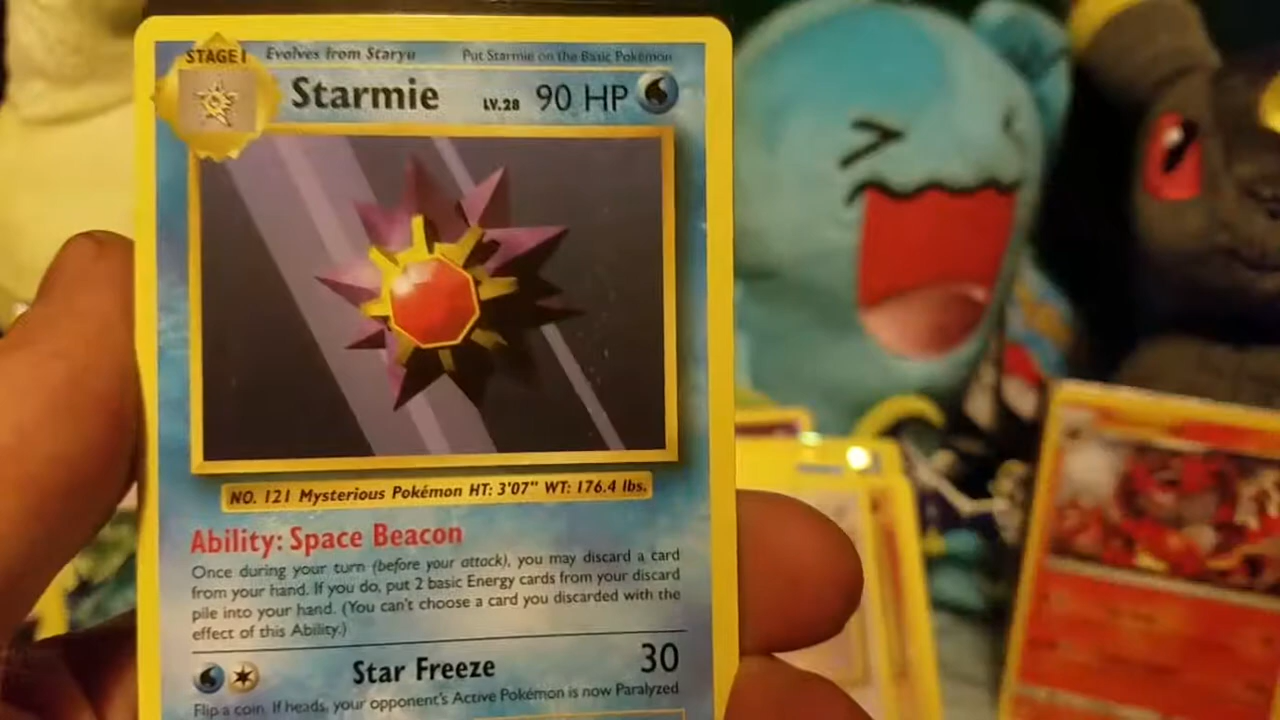 STAGE 1 Evolves from Staryu Put Starmie on the Basic Pokémon
Starmie LV.28 90 HP
NO. 121 Mysterious Pokémon HT: 3'07" WT: 176.4 lbs.
Ability: Space Beacon
Once during your turn (before your attack), you may discard a card
from your hand. If you do, put 2 basic Energy cards from your discard
pile into your hand. (You can't choose a card you discarded with the
effect of this Ability.)
Star Freeze 30
Flip a coin. If heads, your opponent's Active Pokémon is now Paralyzed.